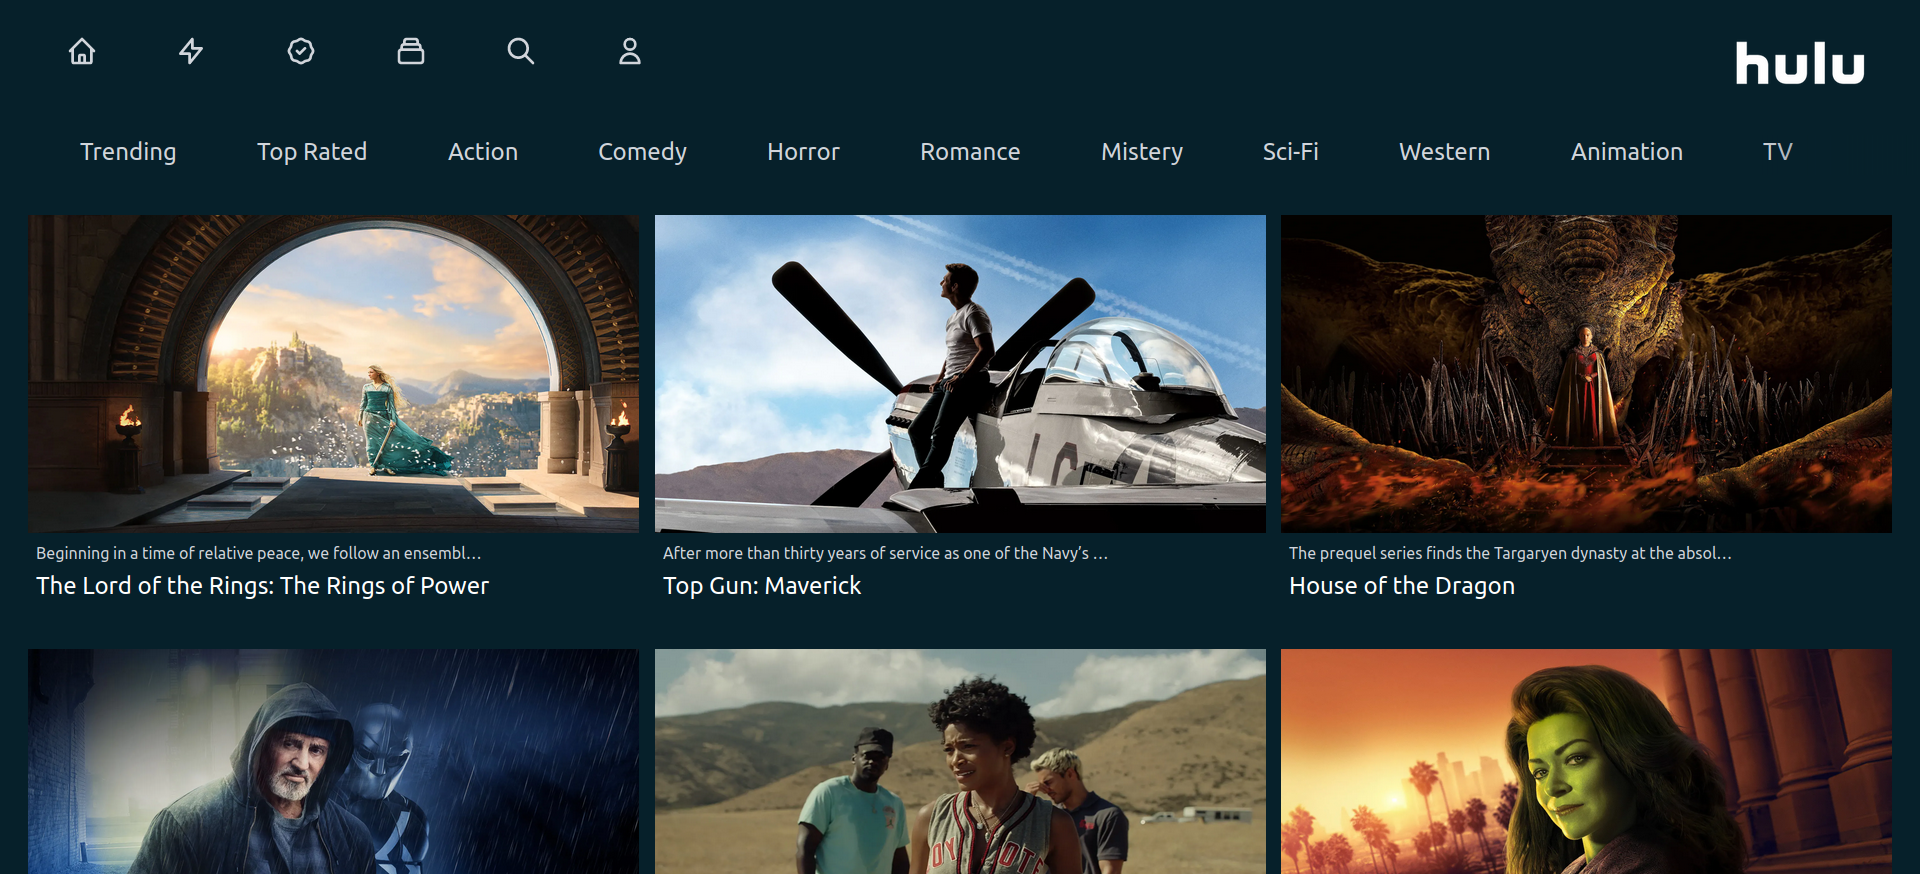 hulu
Trending
Top Rated
Action
Comedy
Horror
Romance
Mistery
Sci-Fi
Western
Animation
TV
Beginning in a time of relative peace, we follow an ensembl...
The Lord of the Rings: The Rings of Power
After more than thirty years of service as one of the Navy’s ...
Top Gun: Maverick
The prequel series finds the Targaryen dynasty at the absol...
House of the Dragon